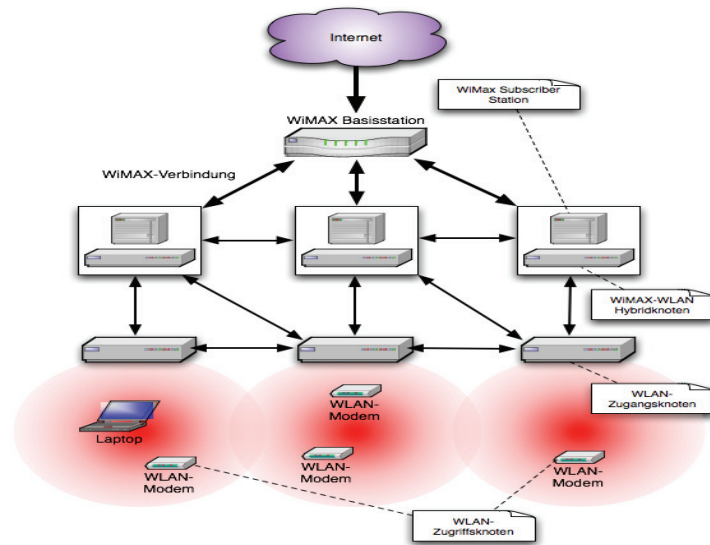 Internet
WiMax Subscriber
Station
WiMAX Basisstation
WiMAX-Verbindung
WiMAX-WLAN
Hybridknoten
WLAN-
Zugangsknoten
WLAN-
Modem
Laptop
WLAN-
Modem
WLAN-
Modem
WLAN-
Modem
WLAN-
Zugriffsknoten